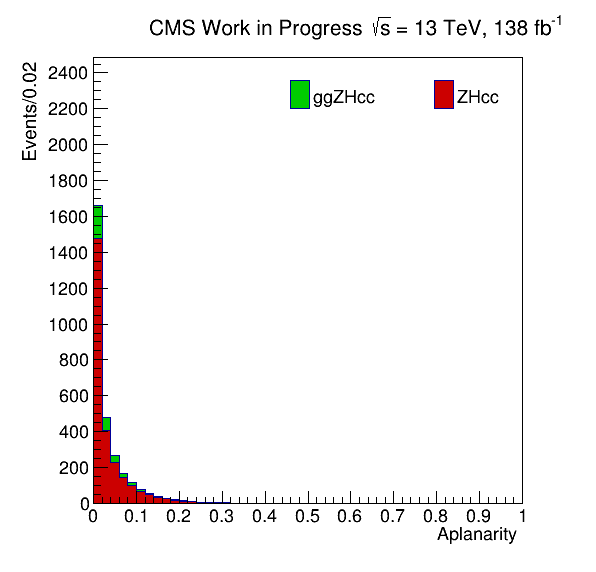 CMS Work in Progress √s = 13 TeV, 138 fb⁻¹
Events/0.02
2400
2200
2000
1800
1600
1400
1200
1000
800
600
400
200
0
ggZHcc ZHcc
0 0.1 0.2 0.3 0.4 0.5 0.6 0.7 0.8 0.9 1
Aplanarity